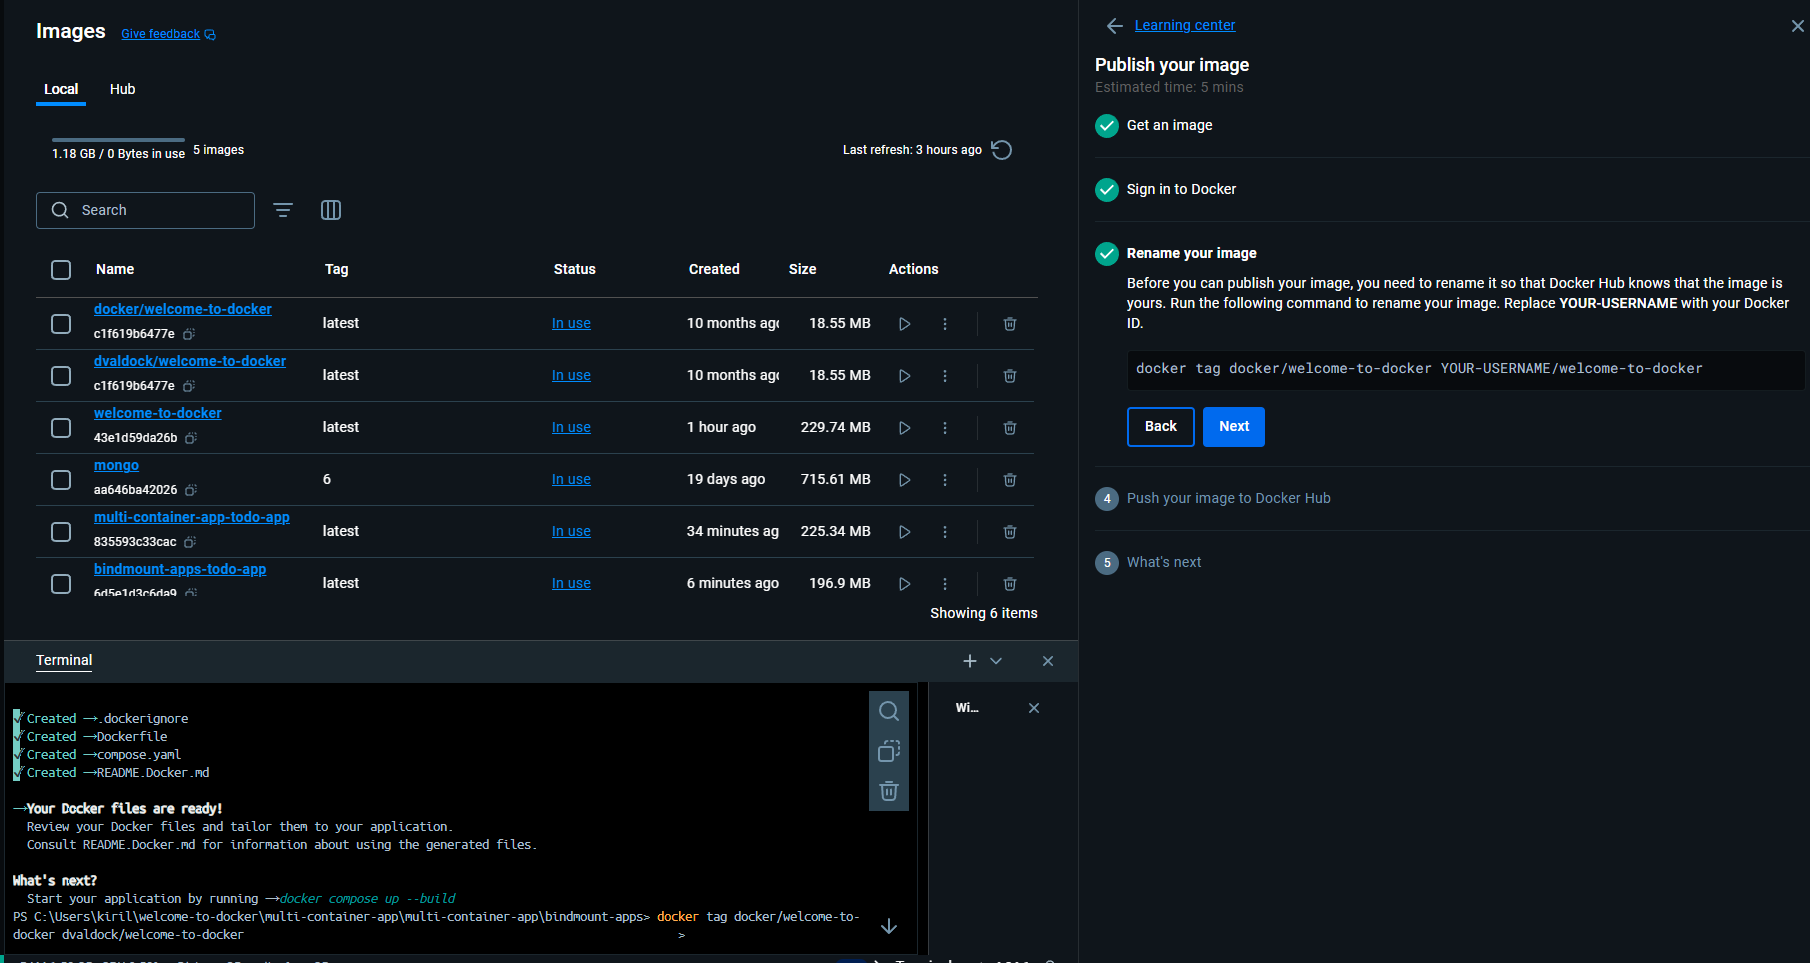 Images Give feedback
Local Hub
1.18 GB / 0 Bytes in use 5 images
Last refresh: 3 hours ago
Search
Name Tag Status Created Size Actions
docker/welcome-to-docker
c1f619b6477e
latest In use 10 months ago 18.55 MB
dvaldock/welcome-to-docker
c1f619b6477e
latest In use 10 months ago 18.55 MB
welcome-to-docker
43e1d59da26b
latest In use 1 hour ago 229.74 MB
mongo
aa646ba42026
6 In use 19 days ago 715.61 MB
multi-container-app-todo-app
835593c33cac
latest In use 34 minutes ag 225.34 MB
bindmount-apps-todo-app
6d5e1d3c6da9
latest In use 6 minutes ago 196.9 MB
Showing 6 items
Terminal
Created →.dockerignore
Created →Dockerfile
Created →compose.yaml
Created →README.Docker.md
→Your Docker files are ready!
Review your Docker files and tailor them to your application.
Consult README.Docker.md for information about using the generated files.
What's next?
Start your application by running →docker compose up --build
PS C:\Users\kiril\welcome-to-docker\multi-container-app\multi-container-app\bindmount-apps> docker tag docker/welcome-to-
docker dvaldock/welcome-to-docker >
Wi...
Learning center
Publish your image
Estimated time: 5 mins
Get an image
Sign in to Docker
Rename your image
Before you can publish your image, you need to rename it so that Docker Hub knows that the image is
yours. Run the following command to rename your image. Replace YOUR-USERNAME with your Docker
ID.
docker tag docker/welcome-to-docker YOUR-USERNAME/welcome-to-docker
Back Next
4 Push your image to Docker Hub
5 What's next